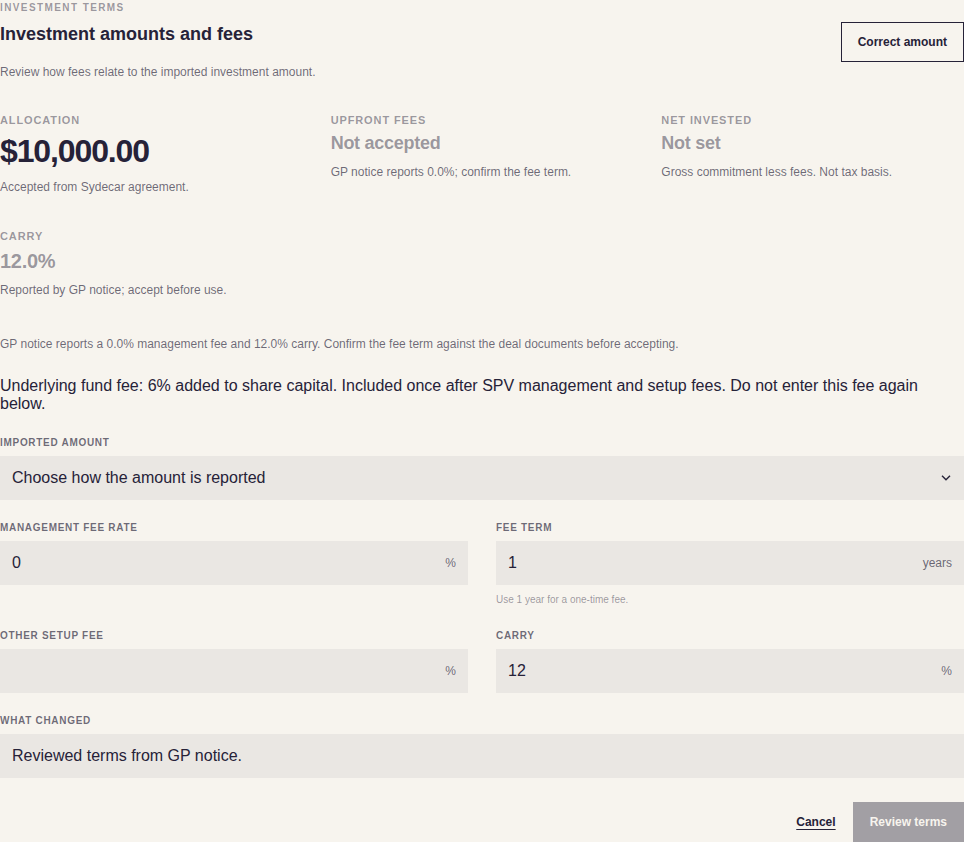 INVESTMENT TERMS
Investment amounts and fees
Correct amount
Review how fees relate to the imported investment amount.
ALLOCATION
$10,000.00
Accepted from Sydecar agreement.
UPFRONT FEES
Not accepted
GP notice reports 0.0%; confirm the fee term.
NET INVESTED
Not set
Gross commitment less fees. Not tax basis.
CARRY
12.0%
Reported by GP notice; accept before use.
GP notice reports a 0.0% management fee and 12.0% carry. Confirm the fee term against the deal documents before accepting.
Underlying fund fee: 6% added to share capital. Included once after SPV management and setup fees. Do not enter this fee again
below.
IMPORTED AMOUNT
Choose how the amount is reported
MANAGEMENT FEE RATE
0 %
FEE TERM
1 years
Use 1 year for a one-time fee.
OTHER SETUP FEE
%
CARRY
12 %
WHAT CHANGED
Reviewed terms from GP notice.
Cancel
Review terms